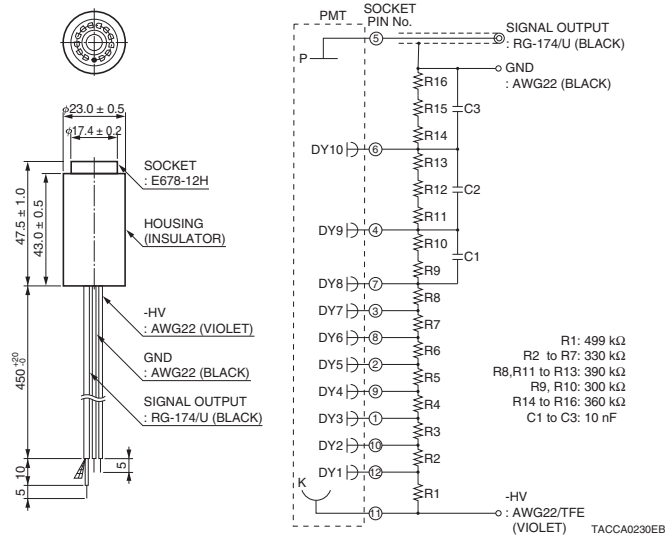 φ23.0 ± 0.5
φ17.4 ± 0.2
47.5 ± 1.0
43.0 ± 0.5
450 +20 -0
10
5
5
SOCKET
: E678-12H
HOUSING
(INSULATOR)
-HV
: AWG22 (VIOLET)
GND
: AWG22 (BLACK)
SIGNAL OUTPUT
: RG-174/U (BLACK)
PMT
SOCKET
PIN No.
SIGNAL OUTPUT
: RG-174/U (BLACK)
GND
: AWG22 (BLACK)
P
5
R16
R15
C3
R14
DY10
6
R13
R12
C2
R11
DY9
4
R10
C1
R9
DY8
7
R8
DY7
3
R7
DY6
8
R6
DY5
2
R5
DY4
9
R4
DY3
1
R3
DY2
10
R2
DY1
12
R1
K
11
-HV
: AWG22/TFE
(VIOLET)
R1: 499 kΩ
R2 to R7: 330 kΩ
R8,R11 to R13: 390 kΩ
R9, R10: 300 kΩ
R14 to R16: 360 kΩ
C1 to C3: 10 nF
TACCA0230EB